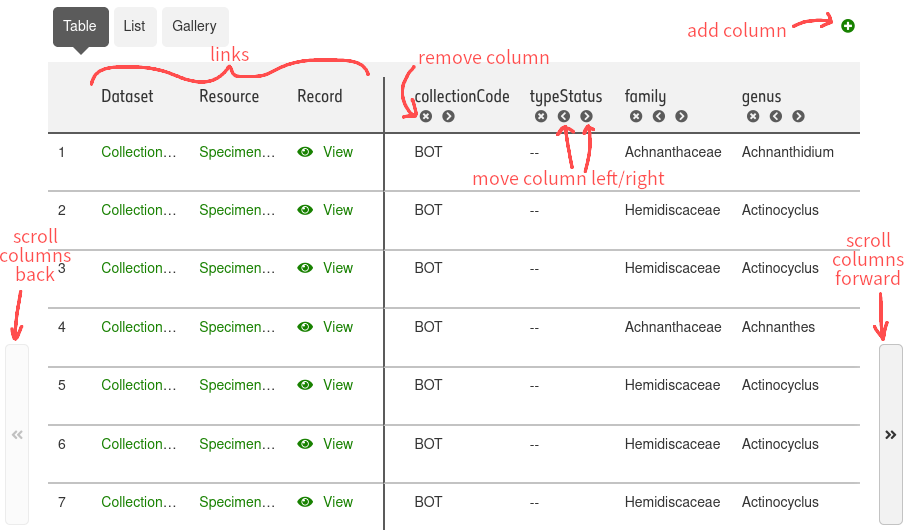 Table List Gallery
add column
links
remove column
Dataset Resource Record collectionCode typeStatus family genus
1 Collection... Specimen... View BOT -- Achnanthaceae Achnanthidium
move column left/right
2 Collection... Specimen... View BOT -- Hemidiscaceae Actinocyclus
scroll
columns
back
scroll
columns
forward
3 Collection... Specimen... View BOT -- Hemidiscaceae Actinocyclus
4 Collection... Specimen... View BOT -- Achnanthaceae Achnanthes
5 Collection... Specimen... View BOT -- Hemidiscaceae Actinocyclus
« »
6 Collection... Specimen... View BOT -- Hemidiscaceae Actinocyclus
7 Collection... Specimen... View BOT -- Hemidiscaceae Actinocyclus